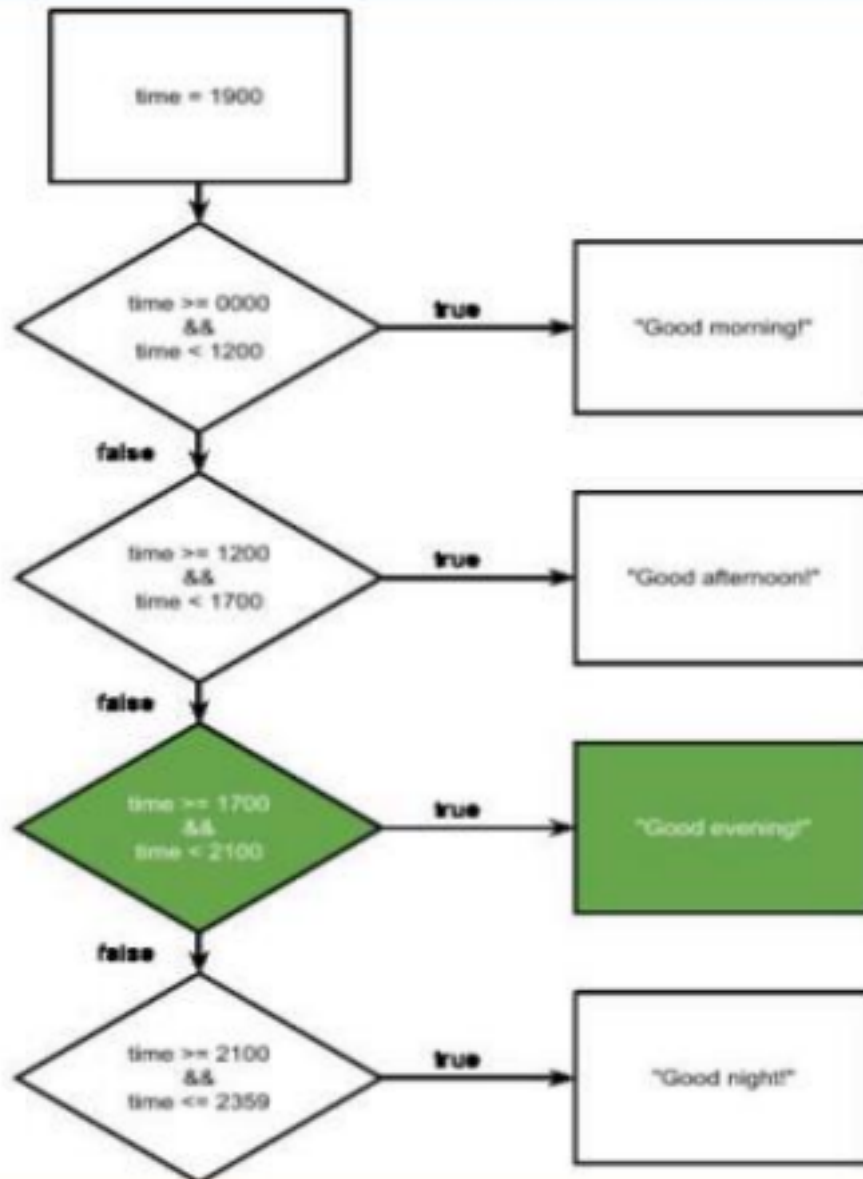 time = 1900
time >= 0000
&&
time < 1200
true
"Good morning!"
false
time >= 1200
&&
time < 1700
true
"Good afternoon!"
false
time >= 1700
&&
time < 2100
true
"Good evening!"
false
time >= 2100
&&
time <= 2359
true
"Good night!"